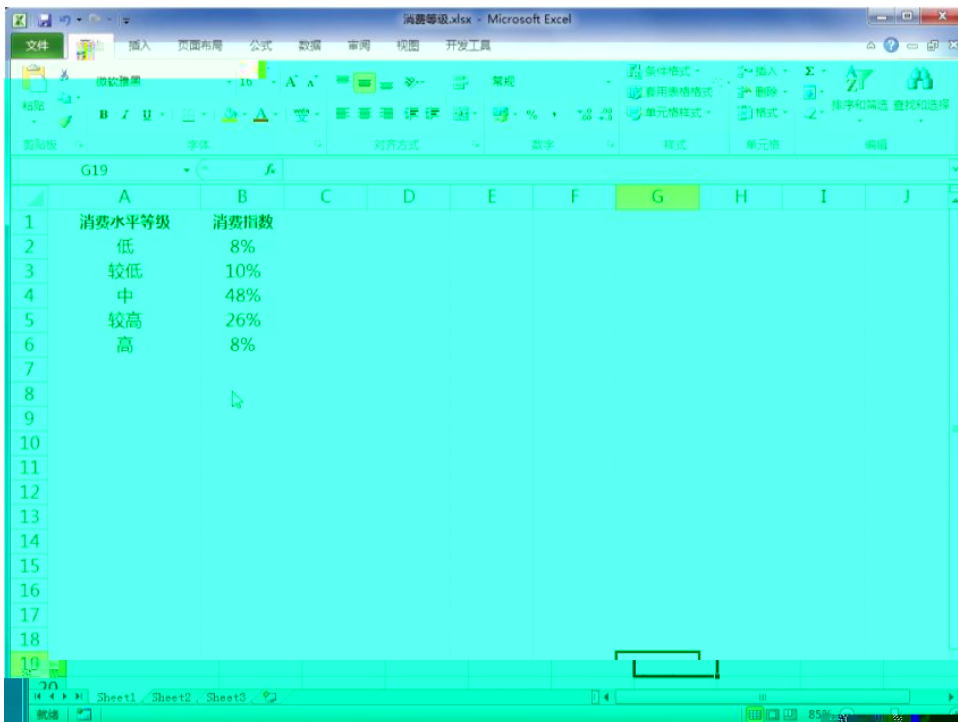 消费等级.xlsx - Microsoft Excel
文件 插入 页面布局 公式 数据 审阅 视图 开发工具
微软雅黑 16 A A 常规 条件格式 插入 Σ
粘贴 套用表格格式 删除 排序和筛选 查找和选择
B I U A % , 单元格样式 格式
剪贴板 字体 对齐方式 数字 样式 单元格 编辑
G19 fx
A B C D E F G H I J
1 消费水平等级 消费指数
2 低 8%
3 较低 10%
4 中 48%
5 较高 26%
6 高 8%
7
8
9
10
11
12
13
14
15
16
17
18
19
20
Sheet1 Sheet2 Sheet3
就绪 85%